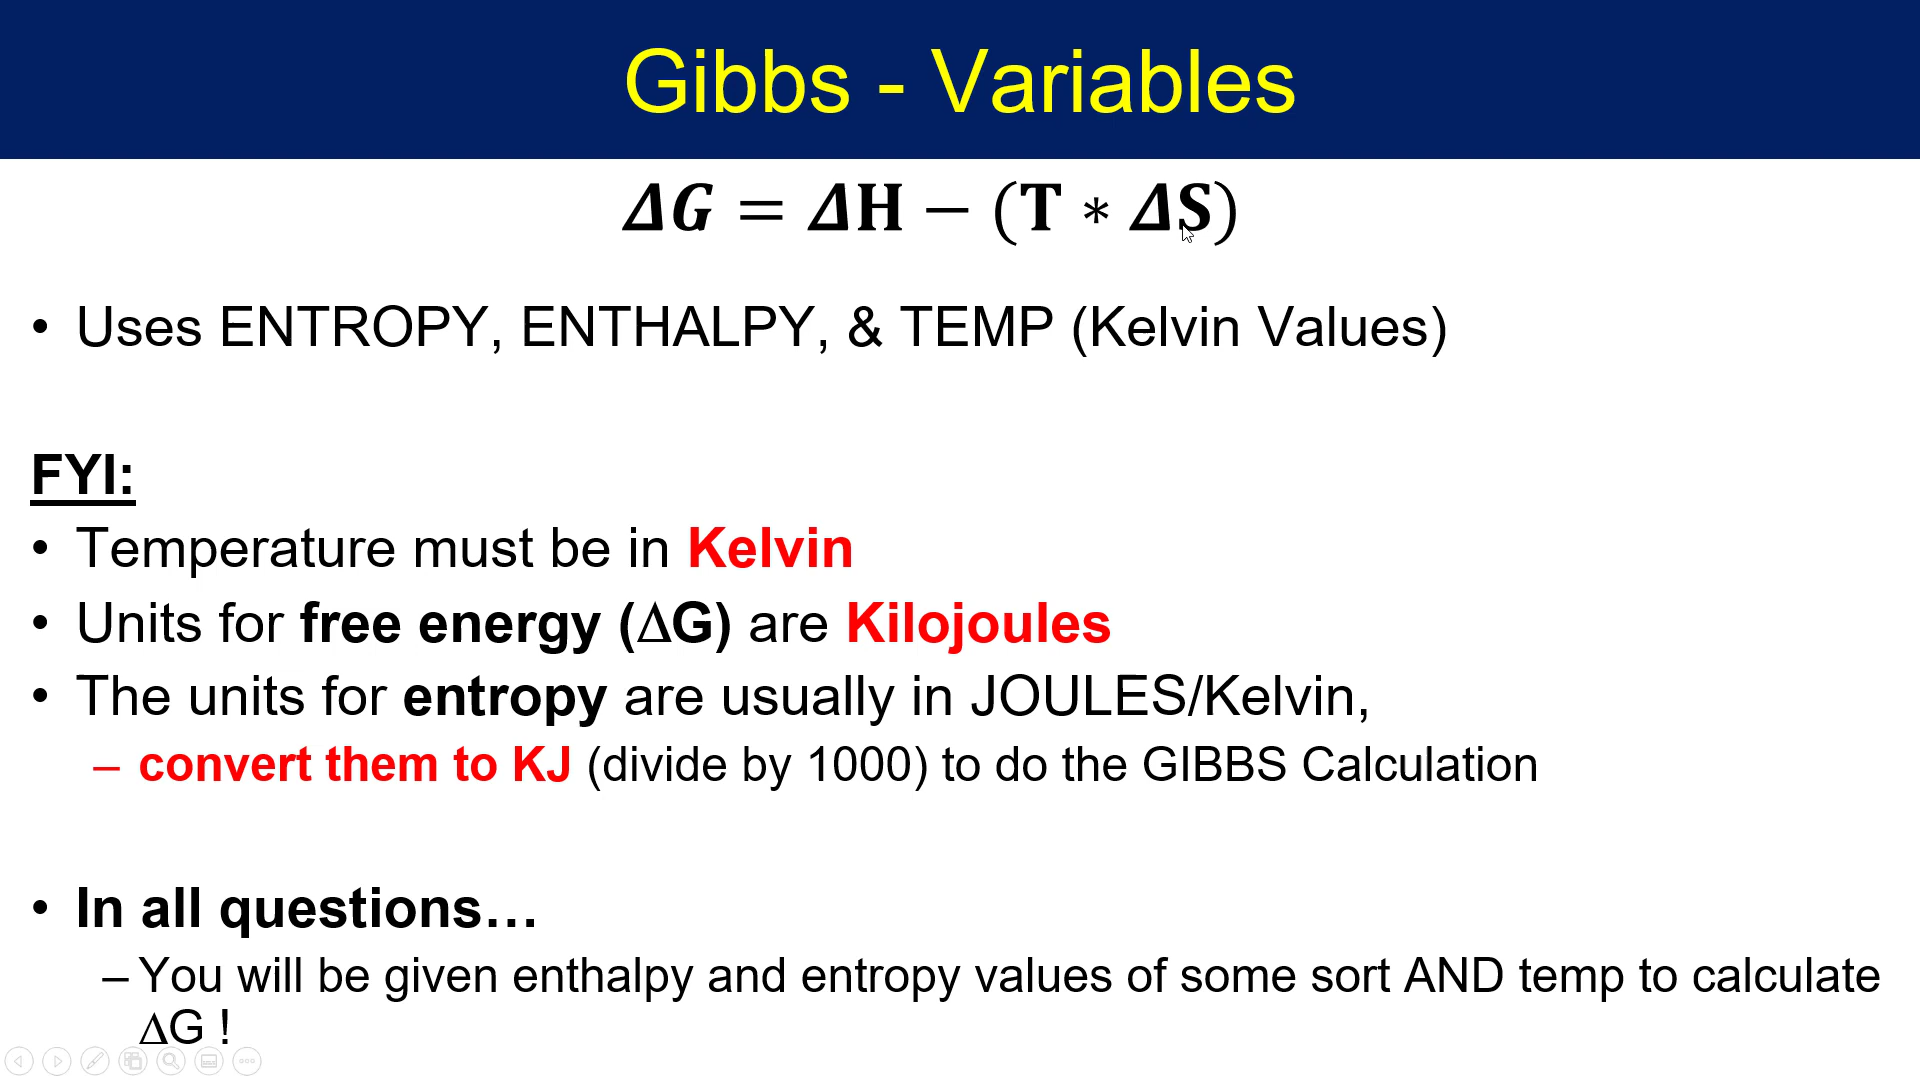 Gibbs - Variables
𝜟𝑮 = 𝜟H − (T ∗ 𝜟S)
• Uses ENTROPY, ENTHALPY, & TEMP (Kelvin Values)
FYI:
• Temperature must be in Kelvin
• Units for free energy (ΔG) are Kilojoules
• The units for entropy are usually in JOULES/Kelvin,
– convert them to KJ (divide by 1000) to do the GIBBS Calculation
• In all questions…
– You will be given enthalpy and entropy values of some sort AND temp to calculate
ΔG !